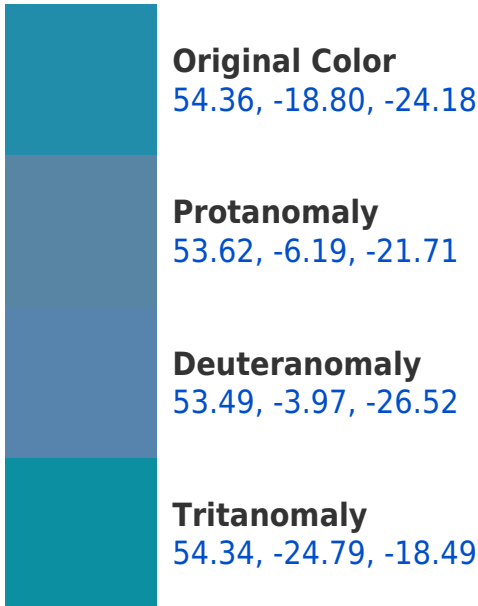 Original Color
54.36, -18.80, -24.18
Protanomaly
53.62, -6.19, -21.71
Deuteranomaly
53.49, -3.97, -26.52
Tritanomaly
54.34, -24.79, -18.49